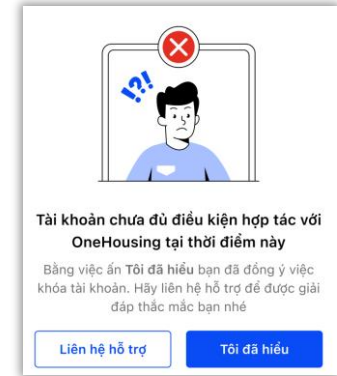 !?!
Tài khoản chưa đủ điều kiện hợp tác với
OneHousing tại thời điểm này
Bằng việc ấn Tôi đã hiểu bạn đã đồng ý việc
khóa tài khoản. Hãy liên hệ hỗ trợ để được giải
đáp thắc mắc bạn nhé
Liên hệ hỗ trợ
Tôi đã hiểu